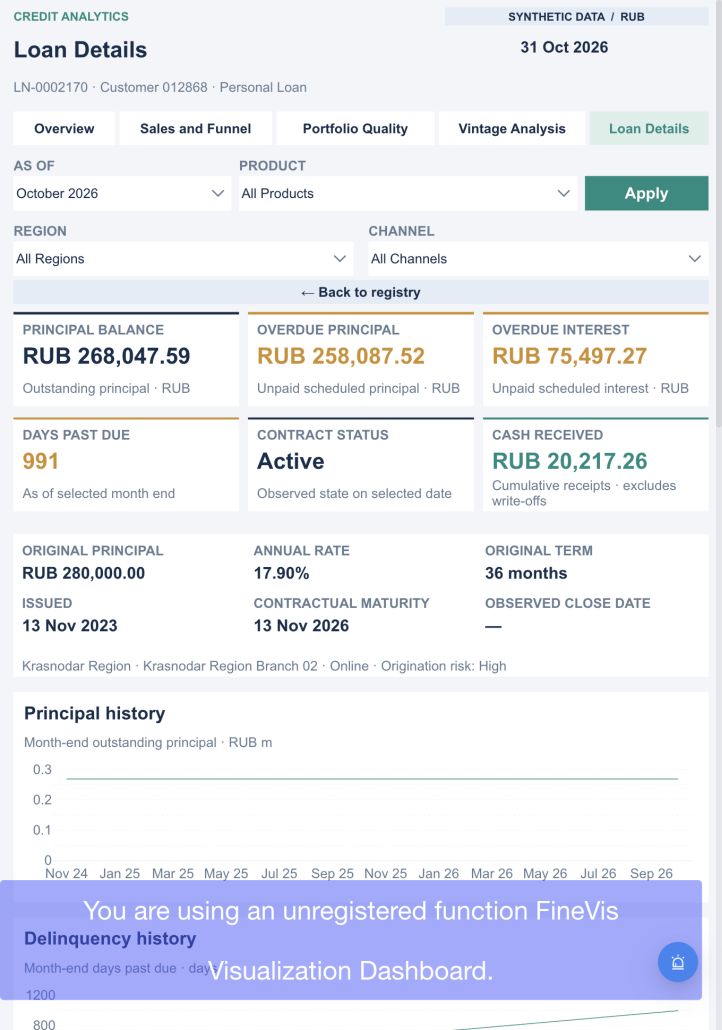 CREDIT ANALYTICS
SYNTHETIC DATA / RUB
Loan Details
31 Oct 2026
LN-0002170 · Customer 012868 · Personal Loan
Overview
Sales and Funnel
Portfolio Quality
Vintage Analysis
Loan Details
AS OF
PRODUCT
October 2026
All Products
Apply
REGION
CHANNEL
All Regions
All Channels
← Back to registry
PRINCIPAL BALANCE
RUB 268,047.59
Outstanding principal · RUB
OVERDUE PRINCIPAL
RUB 258,087.52
Unpaid scheduled principal · RUB
OVERDUE INTEREST
RUB 75,497.27
Unpaid scheduled interest · RUB
DAYS PAST DUE
991
As of selected month end
CONTRACT STATUS
Active
Observed state on selected date
CASH RECEIVED
RUB 20,217.26
Cumulative receipts · excludes
write-offs
ORIGINAL PRINCIPAL
RUB 280,000.00
ANNUAL RATE
17.90%
ORIGINAL TERM
36 months
ISSUED
13 Nov 2023
CONTRACTUAL MATURITY
13 Nov 2026
OBSERVED CLOSE DATE
—
Krasnodar Region · Krasnodar Region Branch 02 · Online · Origination risk: High
Principal history
Month-end outstanding principal · RUB m
0.3
0.2
0.1
0
Nov 24 Jan 25 Mar 25 May 25 Jul 25 Sep 25 Nov 25 Jan 26 Mar 26 May 26 Jul 26 Sep 26
You are using an unregistered function FineVis
Visualization Dashboard.
Delinquency history
Month-end days past due · days
1200
800